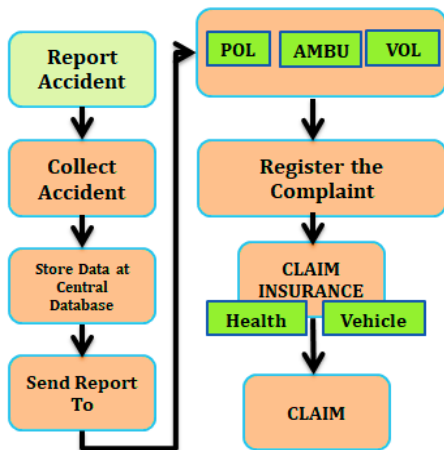 Report
Accident
Collect
Accident
Store Data at
Central
Database
Send Report
To
POL AMBU VOL
Register the
Complaint
CLAIM
INSURANCE
Health Vehicle
CLAIM